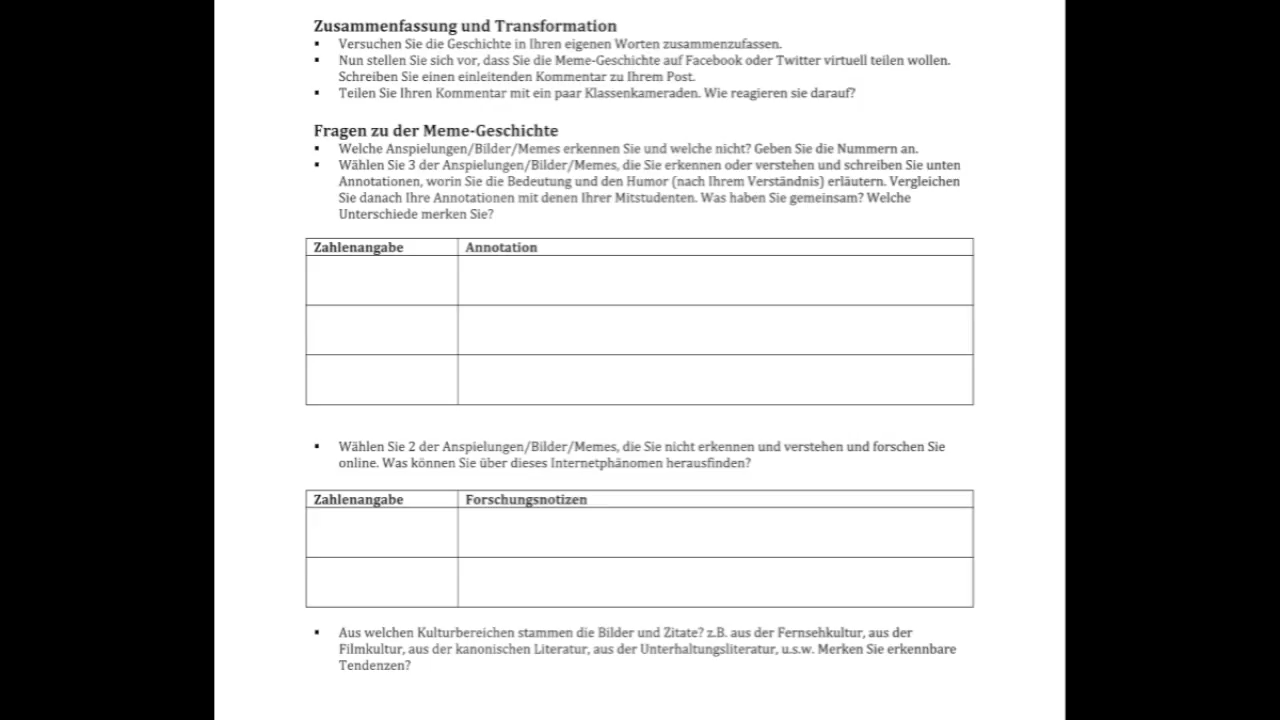 Zusammenfassung und Transformation
▪ Versuchen Sie die Geschichte in Ihren eigenen Worten zusammenzufassen.
▪ Nun stellen Sie sich vor, dass Sie die Meme-Geschichte auf Facebook oder Twitter virtuell teilen wollen.
Schreiben Sie einen einleitenden Kommentar zu Ihrem Post.
▪ Teilen Sie Ihren Kommentar mit ein paar Klassenkameraden. Wie reagieren sie darauf?
Fragen zu der Meme-Geschichte
▪ Welche Anspielungen/Bilder/Memes erkennen Sie und welche nicht? Geben Sie die Nummern an.
▪ Wählen Sie 3 der Anspielungen/Bilder/Memes, die Sie erkennen oder verstehen und schreiben Sie unten
Annotationen, worin Sie die Bedeutung und den Humor (nach Ihrem Verständnis) erläutern. Vergleichen
Sie danach Ihre Annotationen mit denen Ihrer Mitstudenten. Was haben Sie gemeinsam? Welche
Unterschiede merken Sie?
Zahlenangabe Annotation
▪ Wählen Sie 2 der Anspielungen/Bilder/Memes, die Sie nicht erkennen und verstehen und forschen Sie
online. Was können Sie über dieses Internetphänomen herausfinden?
Zahlenangabe Forschungsnotizen
▪ Aus welchen Kulturbereichen stammen die Bilder und Zitate? z.B. aus der Fernsehkultur, aus der
Filmkultur, aus der kanonischen Literatur, aus der Unterhaltungsliteratur, u.s.w. Merken Sie erkennbare
Tendenzen?